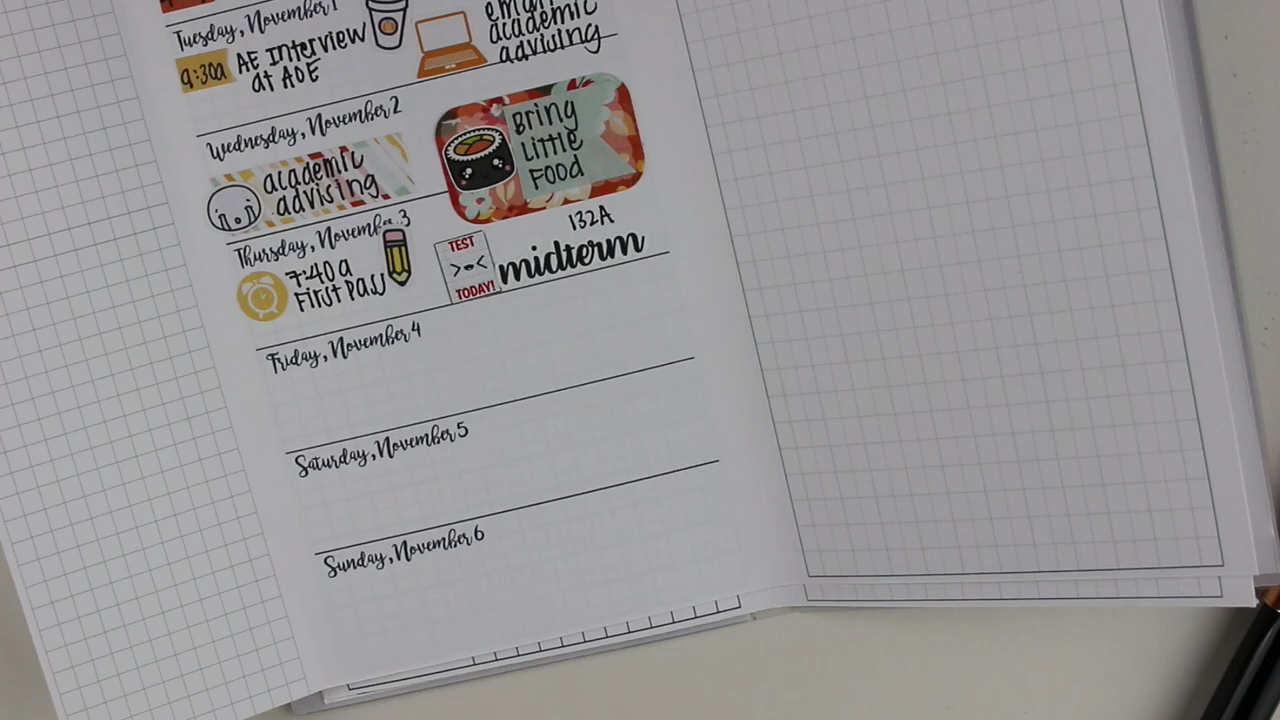 Tuesday, November 1
9:30a
AE Interview
at AOE
email
academic
advising
Wednesday, November 2
academic
advising
Bring
Little
Food
Thursday, November 3
7:40a
First Pass
TEST
TODAY!
132A
midterm
Friday, November 4
Saturday, November 5
Sunday, November 6